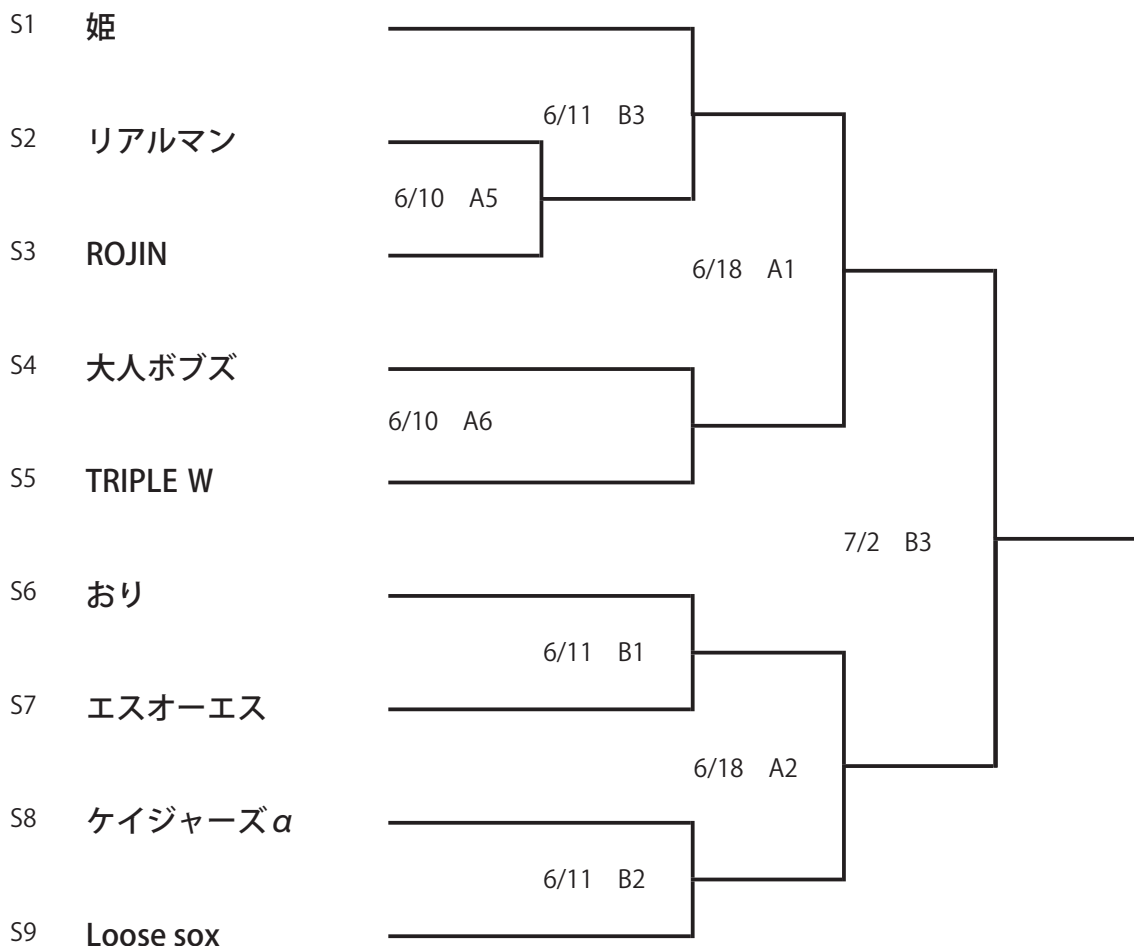 S1 姫
6/11 B3
S2 リアルマン
6/10 A5
S3 ROJIN
6/18 A1
S4 大人ボブズ
6/10 A6
S5 TRIPLE W
7/2 B3
S6 おり
6/11 B1
S7 エスオーエス
6/18 A2
S8 ケイジャーズα
6/11 B2
S9 Loose sox